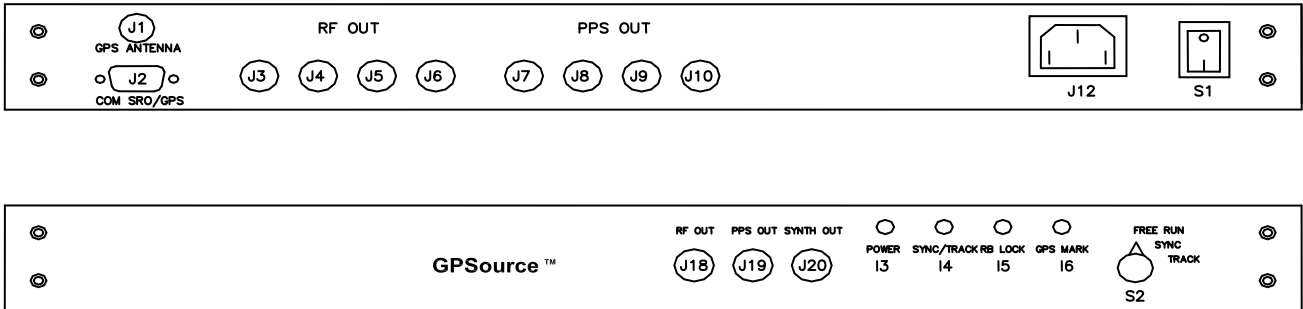 J1
GPS ANTENNA
J2
COM SRO/GPS
RF OUT
J3 J4 J5 J6
PPS OUT
J7 J8 J9 J10
J12
S1
GPSource™
RF OUT PPS OUT SYNTH OUT
J18 J19 J20
POWER SYNC/TRACK RB LOCK GPS MARK
I3 I4 I5 I6
FREE RUN
SYNC
TRACK
S2